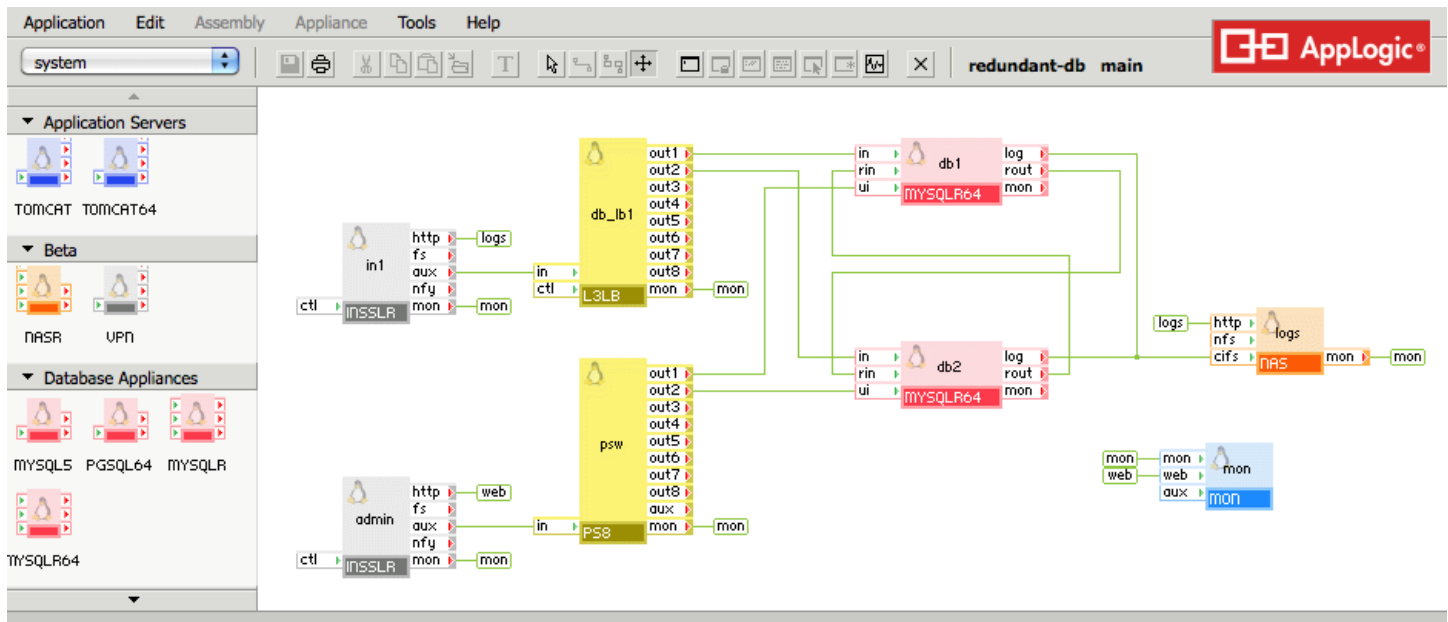 Application Edit Assembly Appliance Tools Help
system
T
redundant-db main
AppLogic
Application Servers
TOMCAT TOMCAT64
Beta
NASR VPN
Database Appliances
MYSQL5 PGSQL64 MYSQLR
MYSQLR64
in1
INSSLR
ctl
http
fs
aux
nfy
mon
logs
mon
db_lb1
L3LB
in
ctl
out1
out2
out3
out4
out5
out6
out7
out8
mon
mon
admin
INSSLR
ctl
http
fs
aux
nfy
mon
web
mon
psw
PS8
in
out1
out2
out3
out4
out5
out6
out7
out8
aux
mon
mon
in
rin
ui
db1
MYSQLR64
log
rout
mon
in
rin
ui
db2
MYSQLR64
log
rout
mon
logs
http
nfs
cifs
logs
NAS
mon
mon
mon
web
mon
web
aux
mon
mon